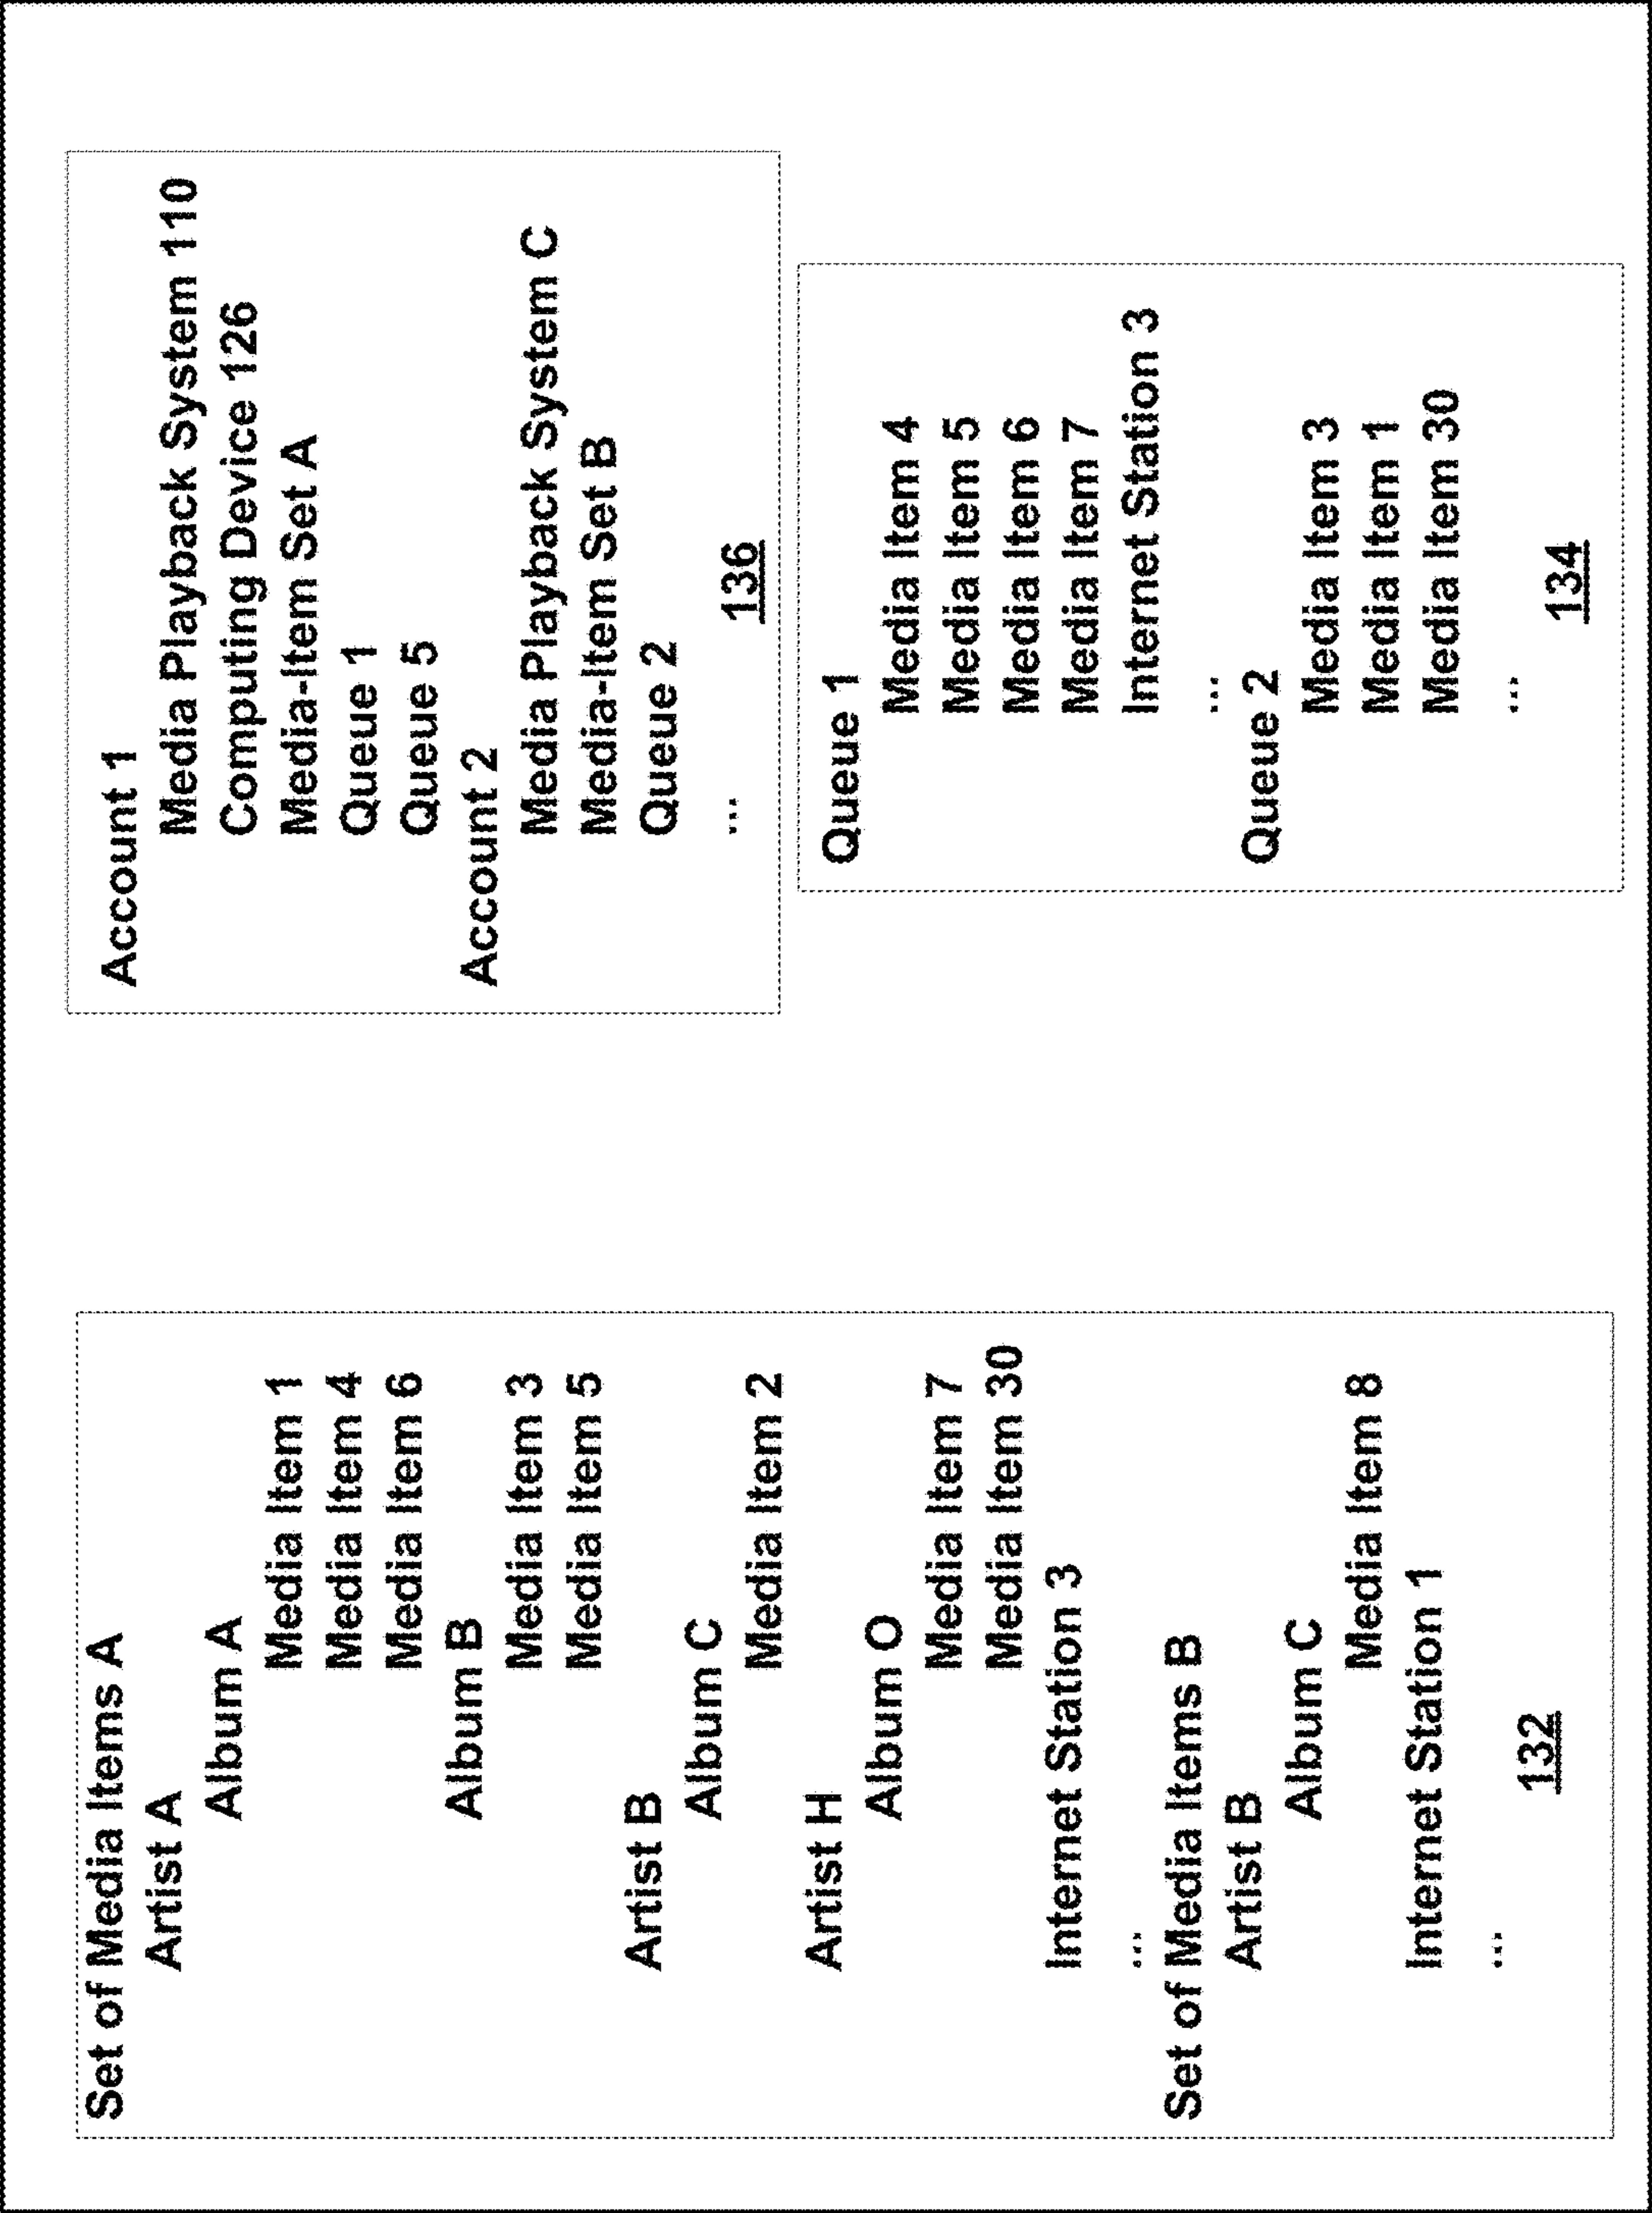 Set of Media Items A
Artist A
Album A
Media Item 1
Media Item 4
Media Item 6
Album B
Media Item 3
Media Item 5
Artist B
Album C
Media Item 2
Artist H
Album O
Media Item 7
Media Item 30
Internet Station 3
...
Set of Media Items B
Artist B
Album C
Media Item 8
Internet Station 1
...
132
Account 1
Media Playback System 110
Computing Device 126
Media-Item Set A
Queue 1
Queue 5
Account 2
Media Playback System C
Media-Item Set B
Queue 2
...
136
Queue 1
Media Item 4
Media Item 5
Media Item 6
Media Item 7
Internet Station 3
...
Queue 2
Media Item 3
Media Item 1
Media Item 30
...
134